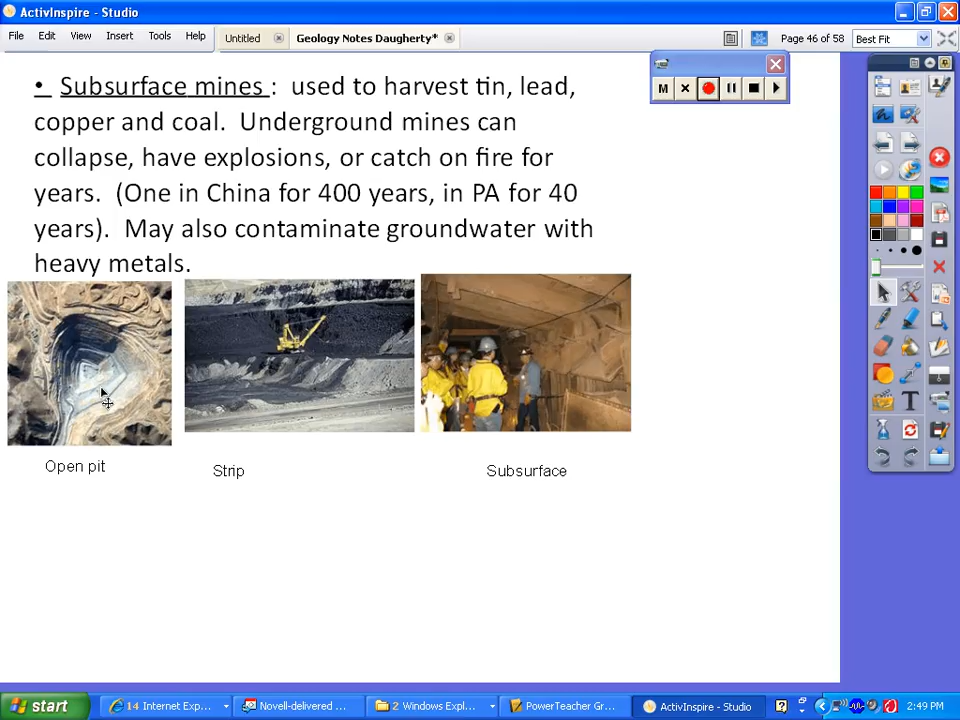 ActivInspire - Studio
File Edit View Insert Tools Help
Untitled
Geology Notes Daugherty*
Page 46 of 58
Best Fit
M
• Subsurface mines : used to harvest tin, lead,
copper and coal. Underground mines can
collapse, have explosions, or catch on fire for
years. (One in China for 400 years, in PA for 40
years). May also contaminate groundwater with
heavy metals.
Open pit
Strip
Subsurface
start
14 Internet Exp...
Novell-delivered ...
2 Windows Expl...
PowerTeacher Gr...
ActivInspire - Studio
2:49 PM